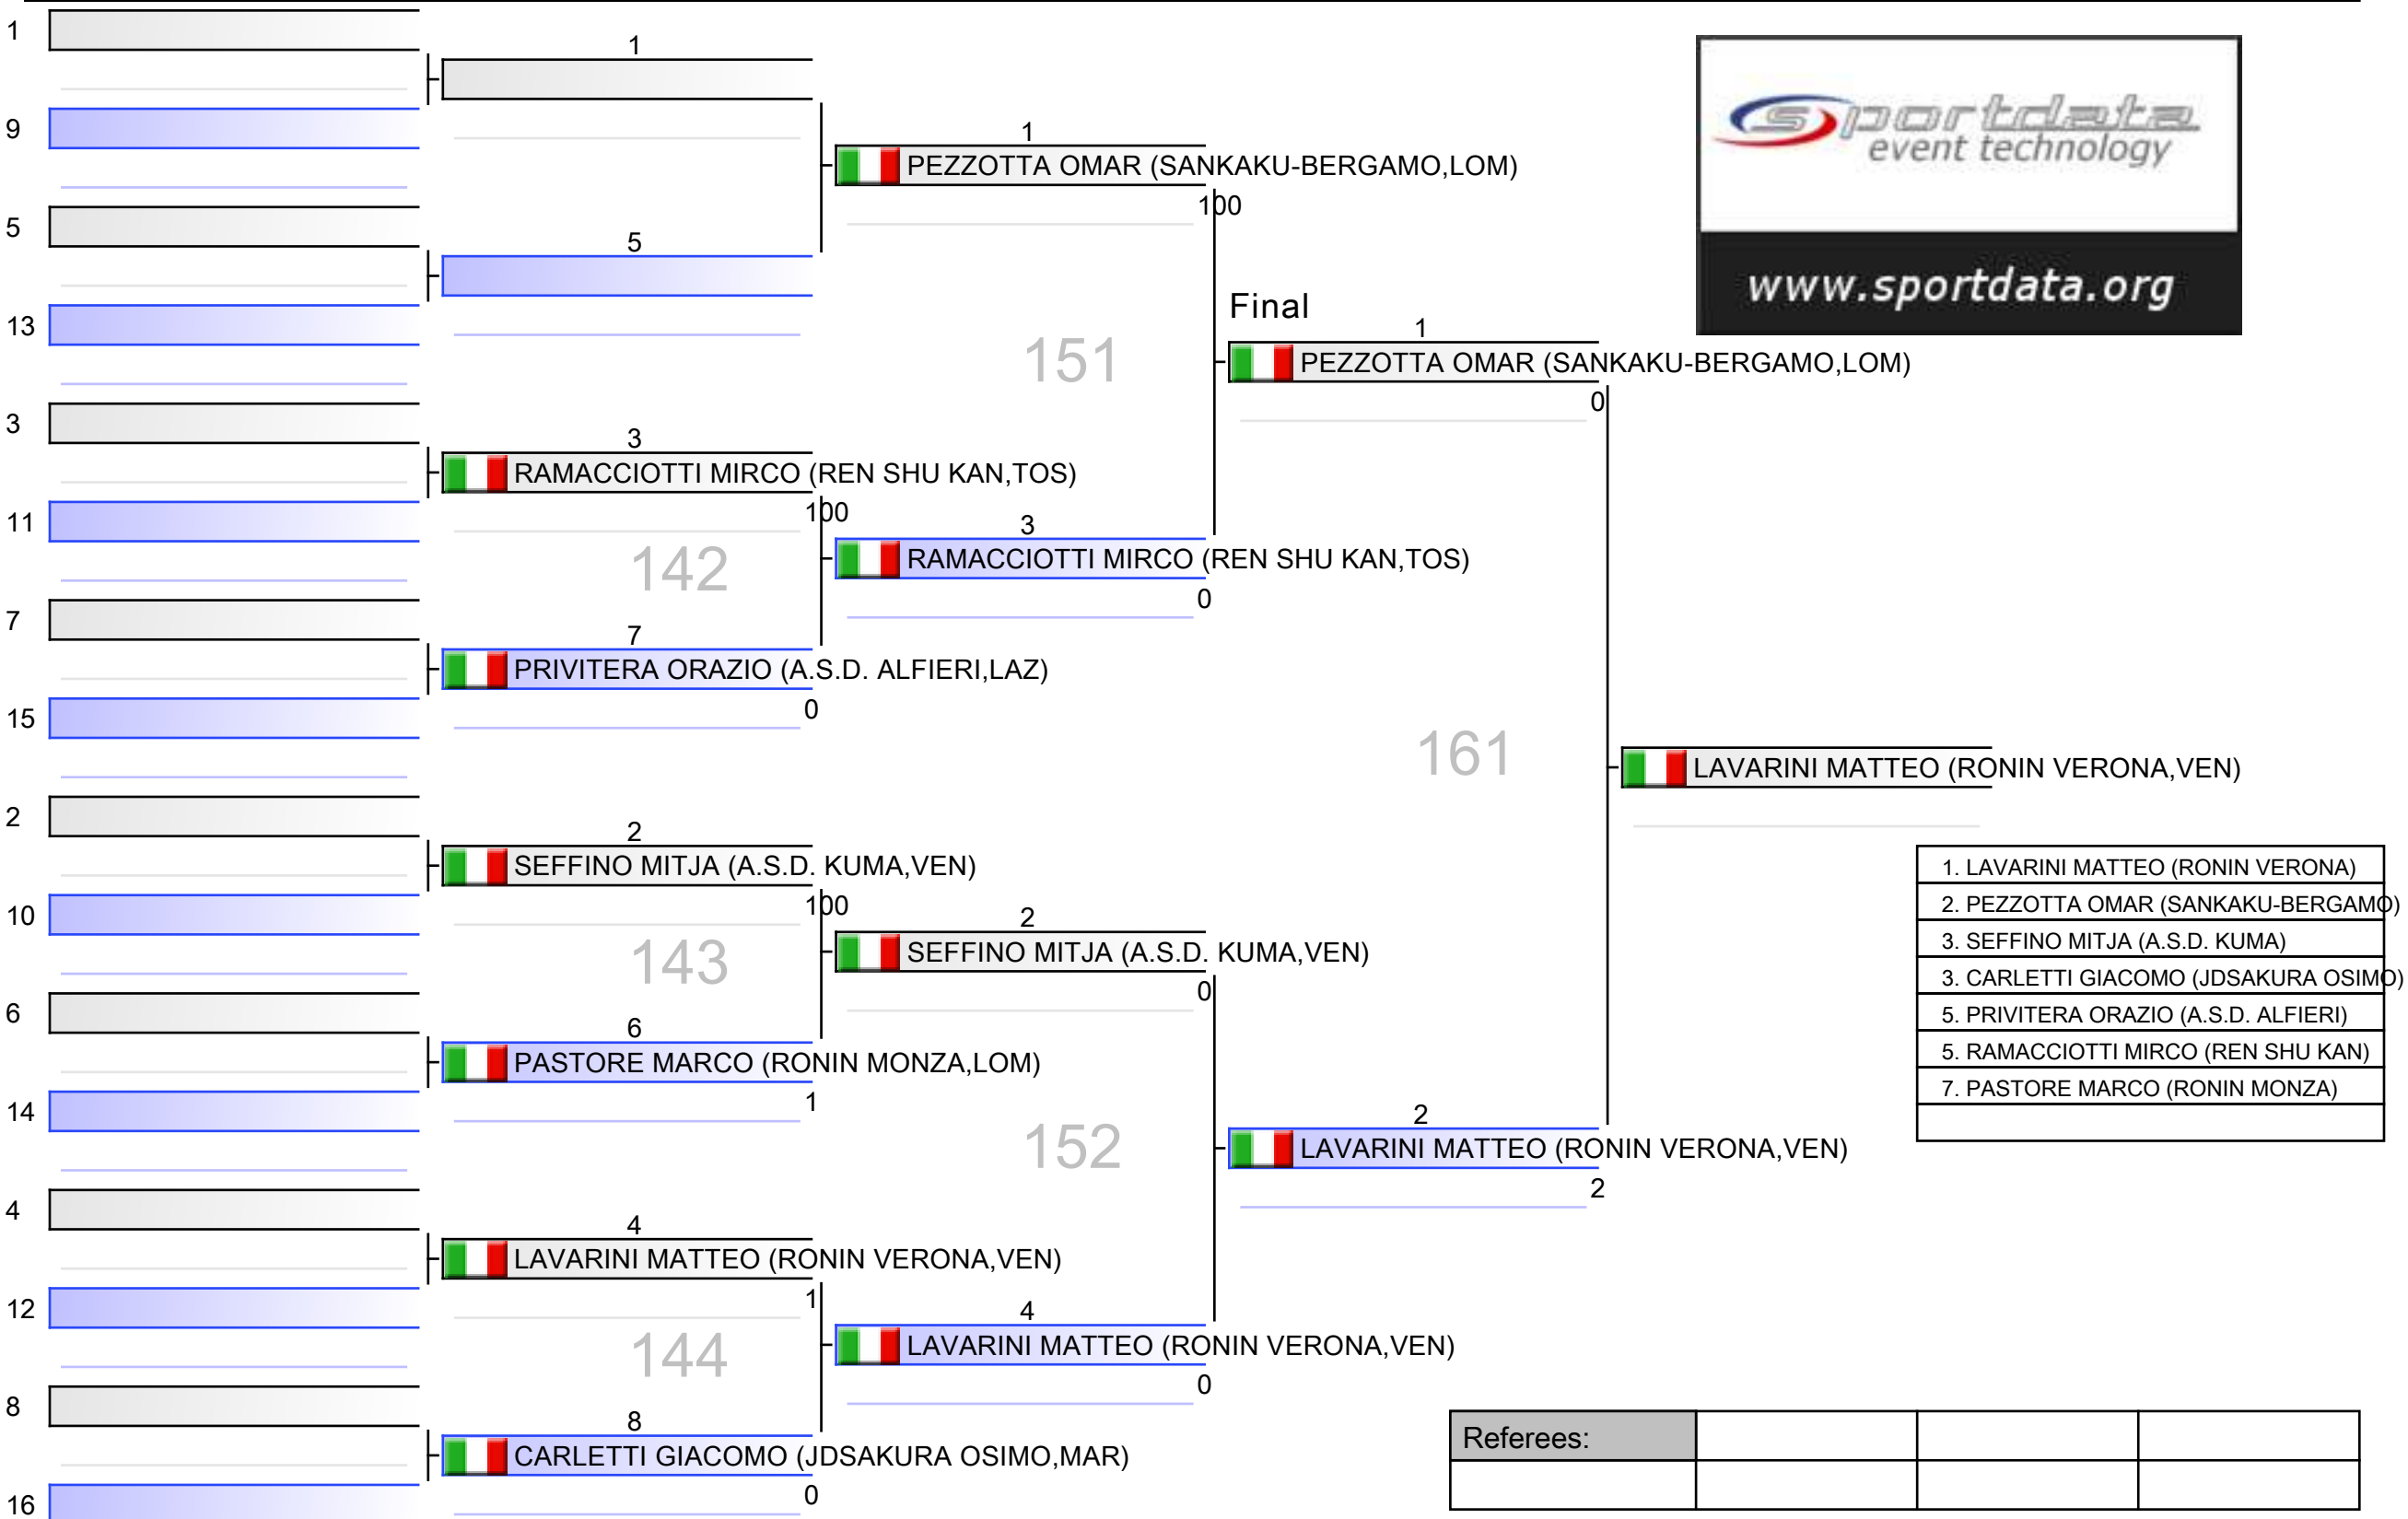 1
1
9
1
PEZZOTTA OMAR (SANKAKU-BERGAMO,LOM)
100
sportdata
event technology
www.sportdata.org
5
5
13
151
Final
1
PEZZOTTA OMAR (SANKAKU-BERGAMO,LOM)
0
3
3
RAMACCIOTTI MIRCO (REN SHU KAN,TOS)
100
11
142
3
RAMACCIOTTI MIRCO (REN SHU KAN,TOS)
0
7
7
PRIVITERA ORAZIO (A.S.D. ALFIERI,LAZ)
0
15
161
LAVARINI MATTEO (RONIN VERONA,VEN)
2
2
SEFFINO MITJA (A.S.D. KUMA,VEN)
100
10
143
2
SEFFINO MITJA (A.S.D. KUMA,VEN)
0
6
6
PASTORE MARCO (RONIN MONZA,LOM)
1
14
152
2
LAVARINI MATTEO (RONIN VERONA,VEN)
2
1. LAVARINI MATTEO (RONIN VERONA)
2. PEZZOTTA OMAR (SANKAKU-BERGAMO)
3. SEFFINO MITJA (A.S.D. KUMA)
3. CARLETTI GIACOMO (JDSAKURA OSIMO)
5. PRIVITERA ORAZIO (A.S.D. ALFIERI)
5. RAMACCIOTTI MIRCO (REN SHU KAN)
7. PASTORE MARCO (RONIN MONZA)
4
4
LAVARINI MATTEO (RONIN VERONA,VEN)
1
12
144
4
LAVARINI MATTEO (RONIN VERONA,VEN)
0
8
8
CARLETTI GIACOMO (JDSAKURA OSIMO,MAR)
0
16
Referees: